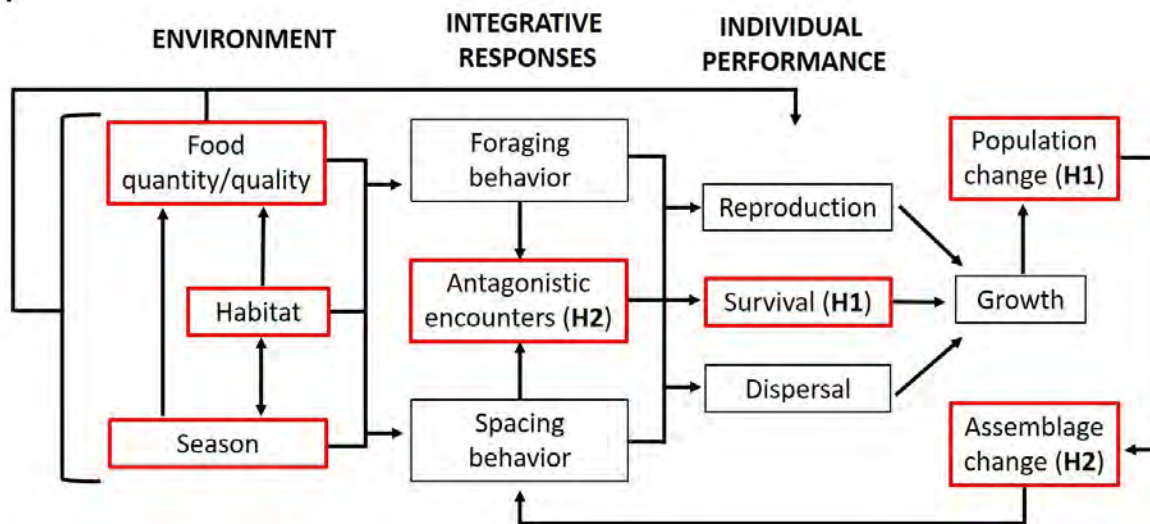 ENVIRONMENT
INTEGRATIVE
RESPONSES
INDIVIDUAL
PERFORMANCE
Food
quantity/quality
Habitat
Season
Foraging
behavior
Antagonistic
encounters (H2)
Spacing
behavior
Reproduction
Survival (H1)
Dispersal
Growth
Population
change (H1)
Assemblage
change (H2)